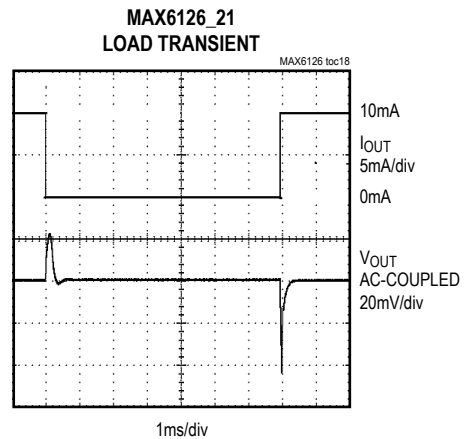 MAX6126_21
LOAD TRANSIENT
MAX6126 toc18
10mA
IOUT
5mA/div
0mA
VOUT
AC-COUPLED
20mV/div
1ms/div